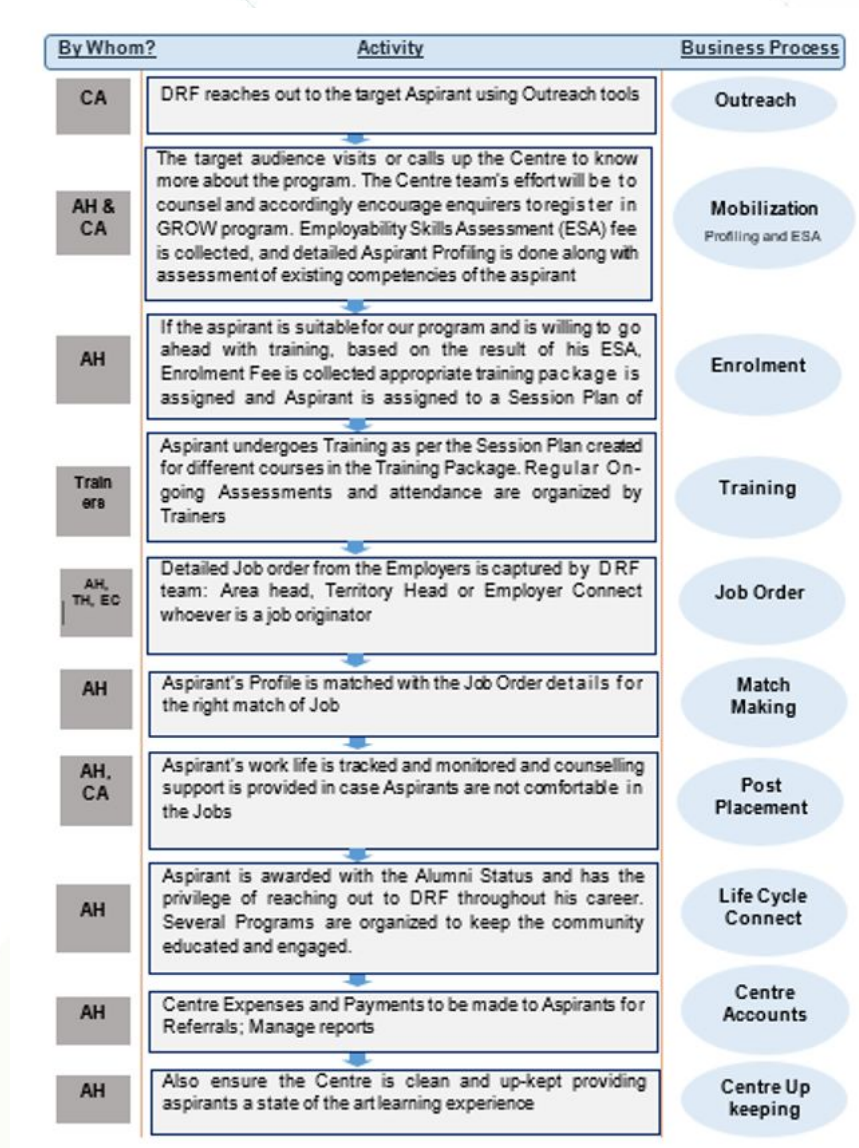 By Whom? Activity Business Process
CA
DRF reaches out to the target Aspirant using Outreach tools
Outreach
AH &
CA
The target audience visits or calls up the Centre to know
more about the program. The Centre team's effort will be to
counsel and accordingly encourage enquirers to register in
GROW program. Employability Skills Assessment (ESA) fee
is collected, and detailed Aspirant Profiling is done along with
assessment of existing competencies of the aspirant
Mobilization
Profiling and ESA
AH
If the aspirant is suitable for our program and is willing to go
ahead with training, based on the result of his ESA,
Enrolment Fee is collected appropriate training package is
assigned and Aspirant is assigned to a Session Plan of
Enrolment
Train
ers
Aspirant undergoes Training as per the Session Plan created
for different courses in the Training Package. Regular On-
going Assessments and attendance are organized by
Trainers
Training
AH,
TH, EC
Detailed Job order from the Employers is captured by DRF
team: Area head, Territory Head or Employer Connect
whoever is a job originator
Job Order
AH
Aspirant's Profile is matched with the Job Order details for
the right match of Job
Match
Making
AH,
CA
Aspirant's work life is tracked and monitored and counselling
support is provided in case Aspirants are not comfortable in
the Jobs
Post
Placement
AH
Aspirant is awarded with the Alumni Status and has the
privilege of reaching out to DRF throughout his career.
Several Programs are organized to keep the community
educated and engaged.
Life Cycle
Connect
AH
Centre Expenses and Payments to be made to Aspirants for
Referrals; Manage reports
Centre
Accounts
AH
Also ensure the Centre is clean and up-kept providing
aspirants a state of the art learning experience
Centre Up
keeping